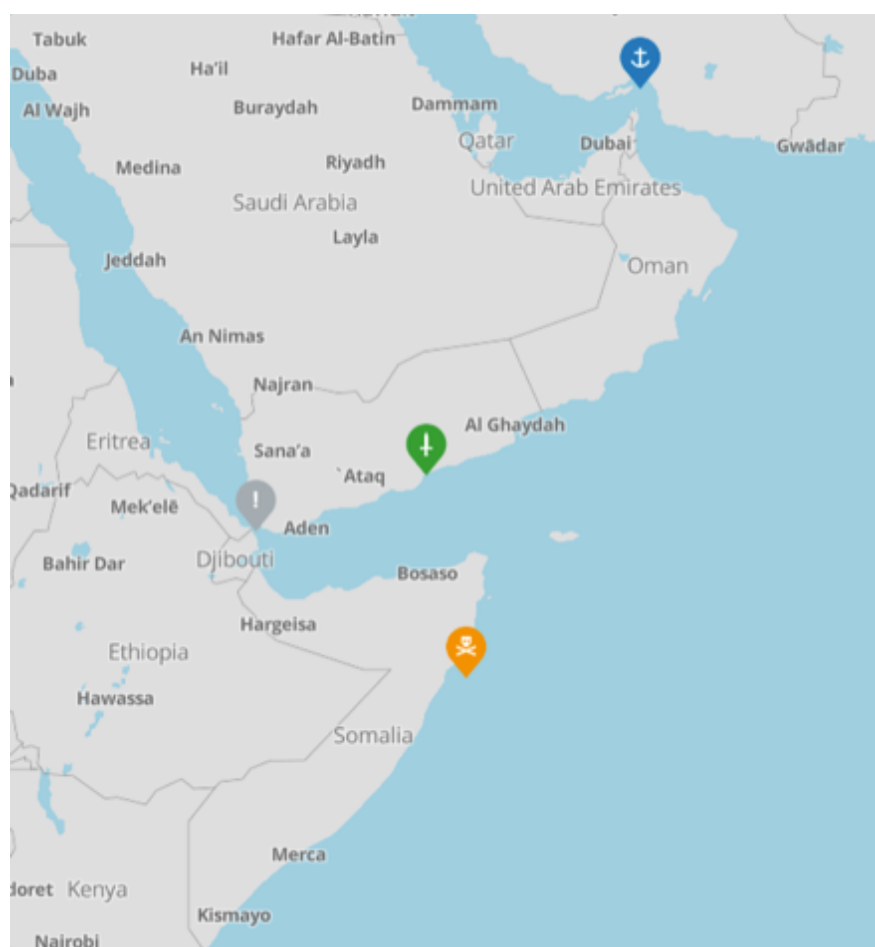 Tabuk
Hafar Al-Batin
Duba
Ha'il
Al Wajh
Buraydah
Dammam
Qatar
Dubai
Gwādar
Medina
Riyadh
United Arab Emirates
Saudi Arabia
Layla
Jeddah
Oman
An Nimas
Najran
Al Ghaydah
Eritrea
Sana'a
`Ataq
Qadarif
Mek'elē
!
Aden
Djibouti
Bahir Dar
Bosaso
Hargeisa
Ethiopia
Hawassa
Somalia
Merca
doret
Kenya
Kismayo
Nairobi